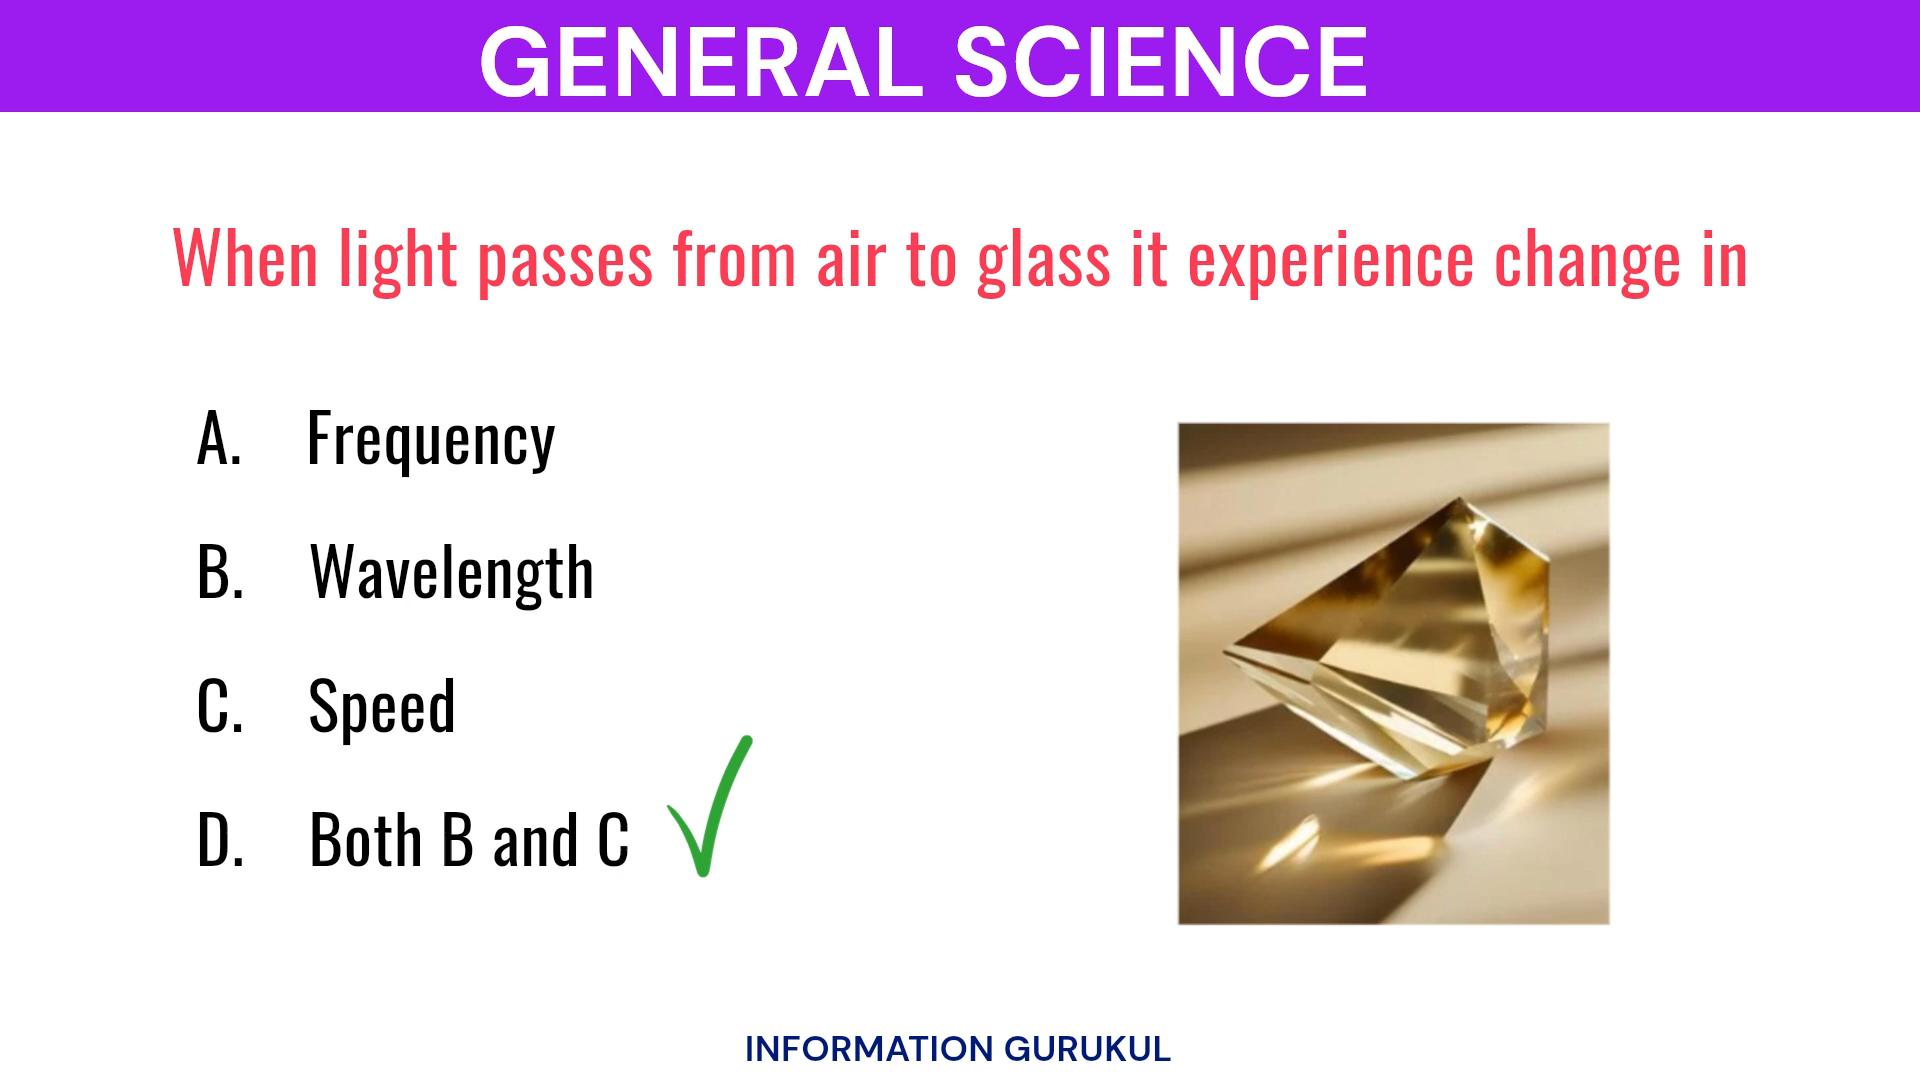 GENERAL SCIENCE
When light passes from air to glass it experience change in
A. Frequency
B. Wavelength
C. Speed
D. Both B and C
INFORMATION GURUKUL